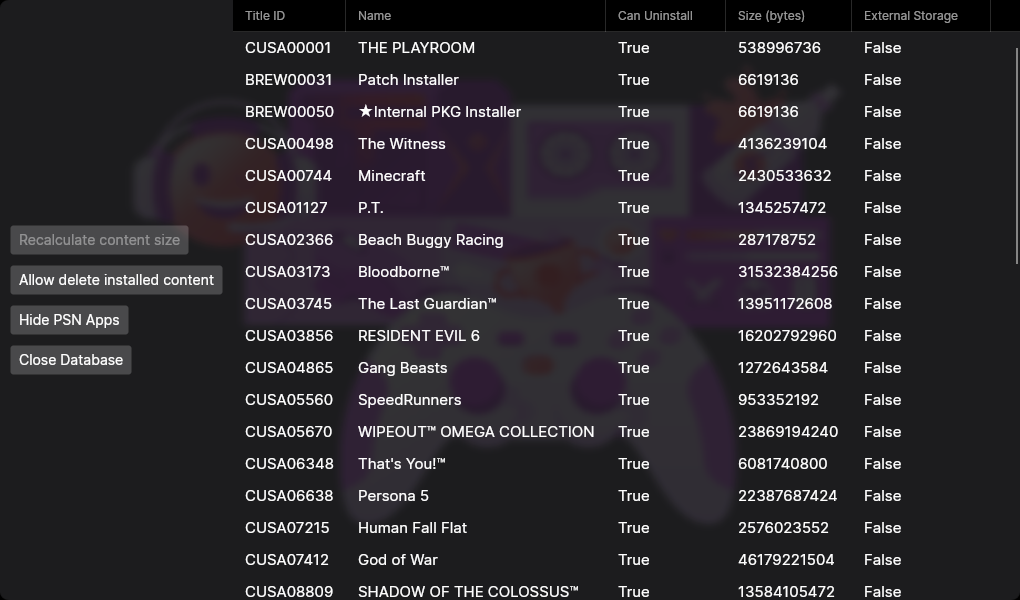 Title ID Name Can Uninstall Size (bytes) External Storage
CUSA00001 THE PLAYROOM True 538996736 False
BREW00031 Patch Installer True 6619136 False
BREW00050 ★Internal PKG Installer True 6619136 False
CUSA00498 The Witness True 4136239104 False
CUSA00744 Minecraft True 2430533632 False
CUSA01127 P.T. True 1345257472 False
CUSA02366 Beach Buggy Racing True 287178752 False
CUSA03173 Bloodborne™ True 31532384256 False
CUSA03745 The Last Guardian™ True 13951172608 False
CUSA03856 RESIDENT EVIL 6 True 16202792960 False
CUSA04865 Gang Beasts True 1272643584 False
CUSA05560 SpeedRunners True 953352192 False
CUSA05670 WIPEOUT™ OMEGA COLLECTION True 23869194240 False
CUSA06348 That's You!™ True 6081740800 False
CUSA06638 Persona 5 True 22387687424 False
CUSA07215 Human Fall Flat True 2576023552 False
CUSA07412 God of War True 46179221504 False
CUSA08809 SHADOW OF THE COLOSSUS™ True 13584105472 False
Recalculate content size
Allow delete installed content
Hide PSN Apps
Close Database